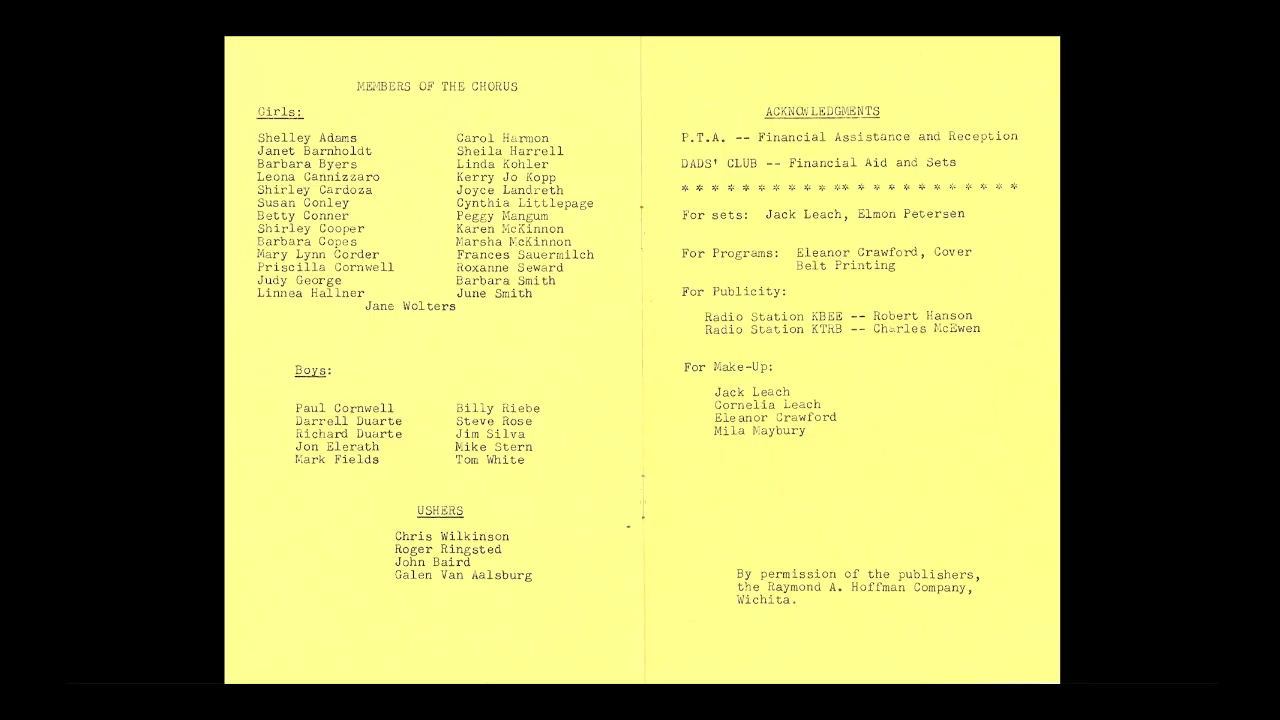 MEMBERS OF THE CHORUS
Girls:
Shelley Adams
Janet Barnholdt
Barbara Byers
Leona Cannizzaro
Shirley Cardoza
Susan Conley
Betty Conner
Shirley Cooper
Barbara Copes
Mary Lynn Corder
Priscilla Cornwell
Judy George
Linnea Hallner
Carol Harmon
Sheila Harrell
Linda Kohler
Kerry Jo Kopp
Joyce Landreth
Cynthia Littlepage
Peggy Mangum
Karen McKinnon
Marsha McKinnon
Frances Sauermilch
Roxanne Seward
Barbara Smith
June Smith
Jane Wolters
Boys:
Paul Cornwell
Darrell Duarte
Richard Duarte
Jon Elerath
Mark Fields
Billy Riebe
Steve Rose
Jim Silva
Mike Stern
Tom White
USHERS
Chris Wilkinson
Roger Ringsted
John Baird
Galen Van Aalsburg
ACKNOWLEDGMENTS
P.T.A. -- Financial Assistance and Reception
DADS' CLUB -- Financial Aid and Sets
* * * * * * * * * * ** * * * * * * * * * * *
For sets: Jack Leach, Elmon Petersen
For Programs: Eleanor Crawford, Cover
Belt Printing
For Publicity:
Radio Station KBEE -- Robert Hanson
Radio Station KTRB -- Charles McEwen
For Make-Up:
Jack Leach
Cornelia Leach
Eleanor Crawford
Mila Maybury
By permission of the publishers,
the Raymond A. Hoffman Company,
Wichita.